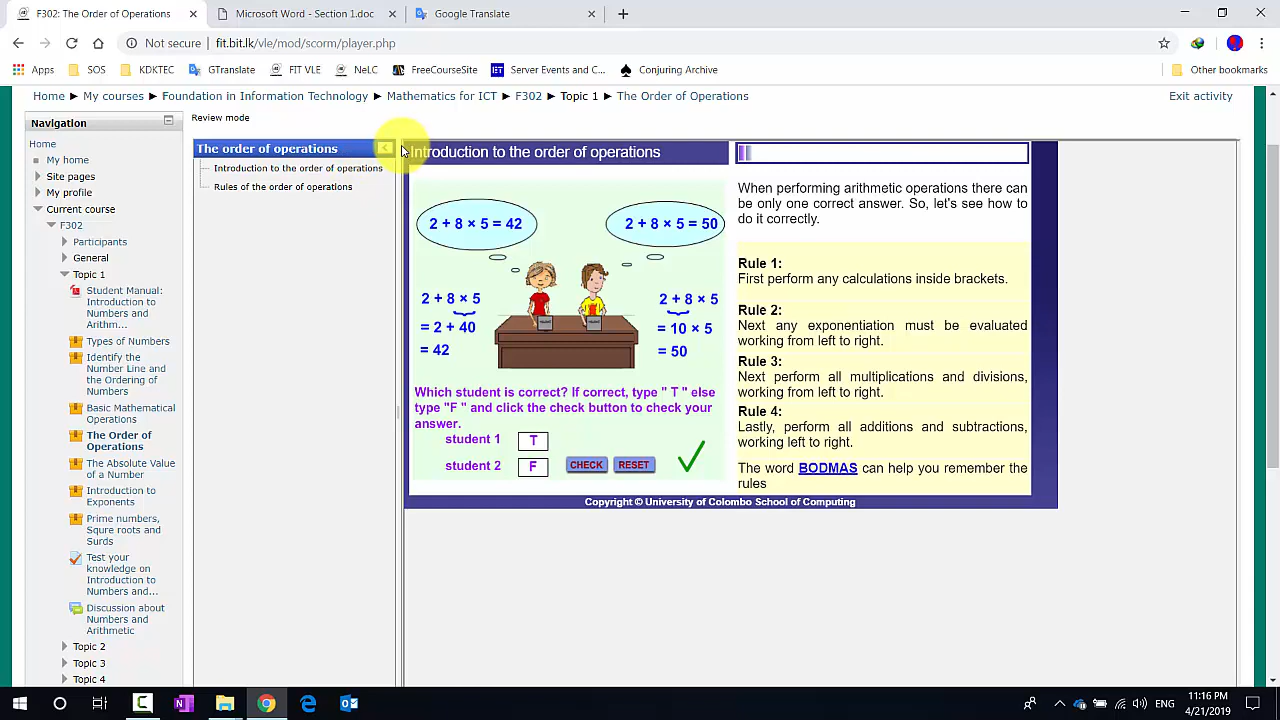 F302: The Order of Operations
Microsoft Word - Section 1.doc
Google Translate
Not secure
fit.bit.lk/vle/mod/scorm/player.php
Apps
SOS
KDKTEC
GTranslate
FIT VLE
NeLC
FreeCourseSite
Server Events and C...
Conjuring Archive
Other bookmarks
Home ► My courses ► Foundation in Information Technology ► Mathematics for ICT ► F302 ► Topic 1 ► The Order of Operations
Exit activity
Navigation
Home
My home
Site pages
My profile
Current course
F302
Participants
General
Topic 1
Student Manual:
Introduction to
Numbers and
Arithm...
Types of Numbers
Identify the
Number Line and
the Ordering of
Numbers
Basic Mathematical
Operations
The Order of
Operations
The Absolute Value
of a Number
Introduction to
Exponents
Prime numbers,
Squre roots and
Surds
Test your
knowledge on
Introduction to
Numbers and...
Discussion about
Numbers and
Arithmetic
Topic 2
Topic 3
Topic 4
Review mode
The order of operations
Introduction to the order of operations
Rules of the order of operations
Introduction to the order of operations
2 + 8 × 5 = 42
2 + 8 × 5 = 50
2 + 8 × 5
= 2 + 40
= 42
2 + 8 × 5
= 10 × 5
= 50
Which student is correct? If correct, type " T " else
type "F " and click the check button to check your
answer.
student 1 T
student 2 F CHECK RESET
When performing arithmetic operations there can
be only one correct answer. So, let's see how to
do it correctly.
Rule 1:
First perform any calculations inside brackets.
Rule 2:
Next any exponentiation must be evaluated
working from left to right.
Rule 3:
Next perform all multiplications and divisions,
working from left to right.
Rule 4:
Lastly, perform all additions and subtractions,
working left to right.
The word BODMAS can help you remember the
rules
Copyright © University of Colombo School of Computing
ENG
11:16 PM
4/21/2019